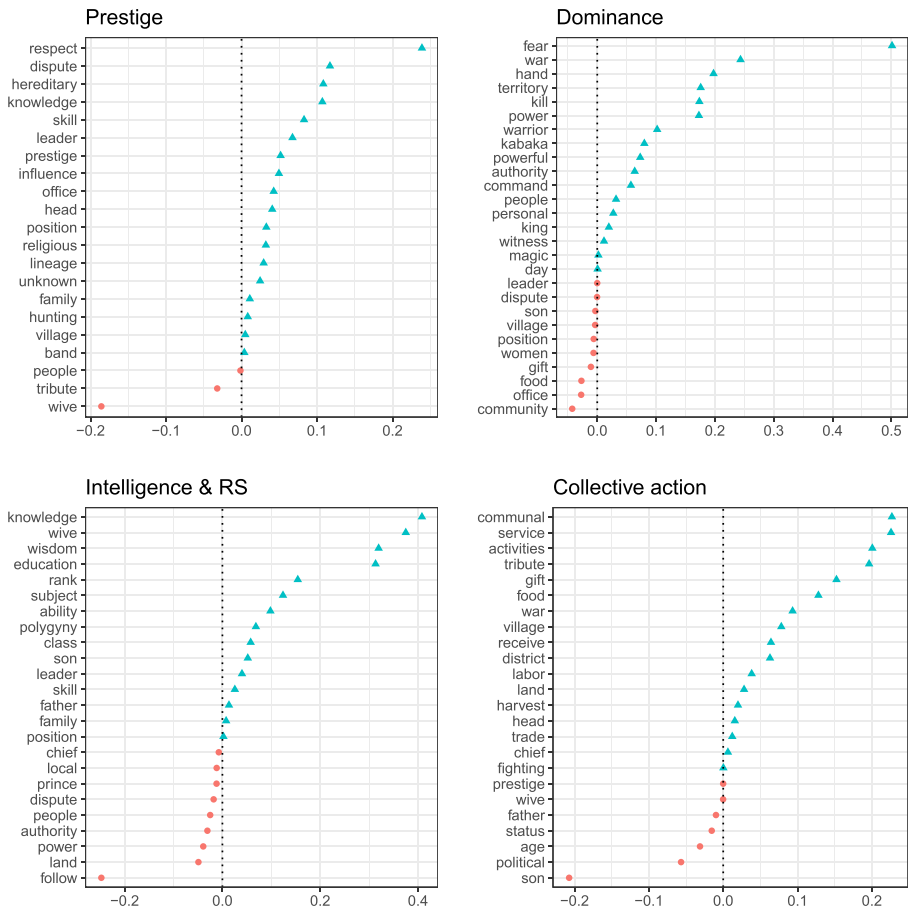 Prestige
respect
dispute
hereditary
knowledge
skill
leader
prestige
influence
office
head
position
religious
lineage
unknown
family
hunting
village
band
people
tribute
wive
−0.2 −0.1 0.0 0.1 0.2
Dominance
fear
war
hand
territory
kill
power
warrior
kabaka
powerful
authority
command
people
personal
king
witness
magic
day
leader
dispute
son
village
position
women
gift
food
office
community
0.0 0.1 0.2 0.3 0.4 0.5
Intelligence & RS
knowledge
wive
wisdom
education
rank
subject
ability
polygyny
class
son
leader
skill
father
family
position
chief
local
prince
dispute
people
authority
power
land
follow
−0.2 0.0 0.2 0.4
Collective action
communal
service
activities
tribute
gift
food
war
village
receive
district
labor
land
harvest
head
trade
chief
fighting
prestige
wive
father
status
age
political
son
−0.2 −0.1 0.0 0.1 0.2